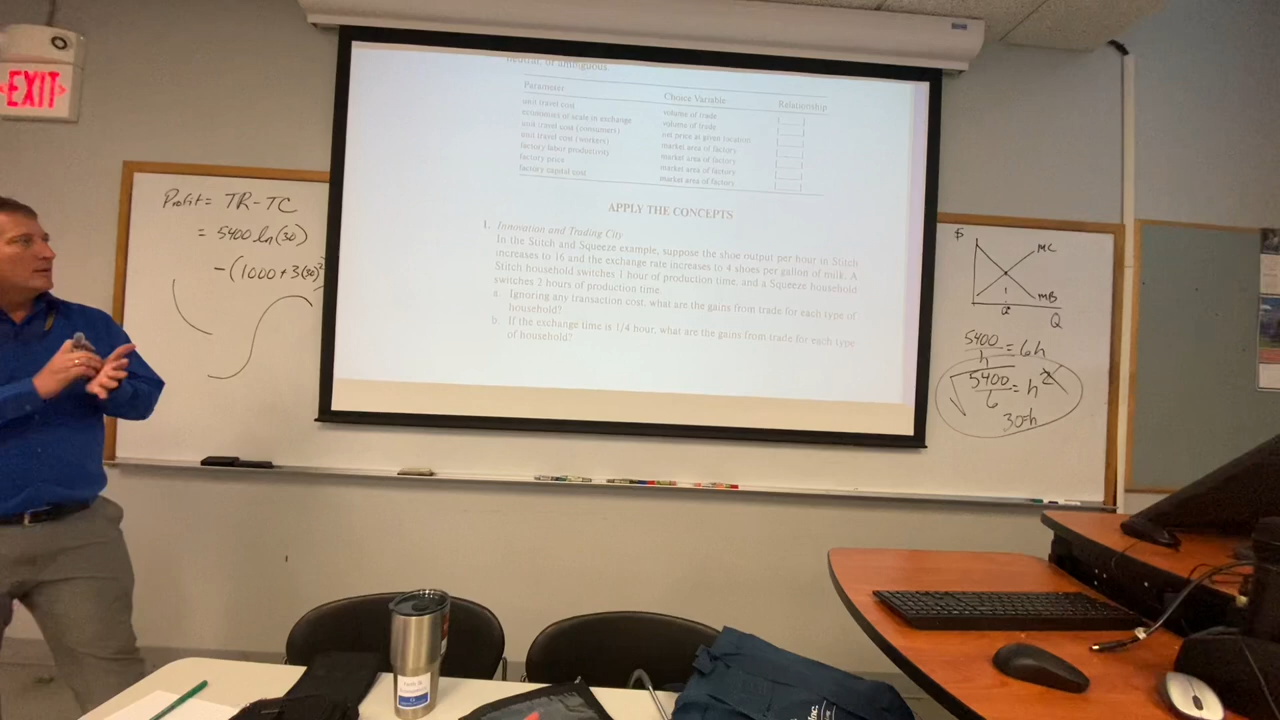 EXIT
Profit = TR - TC
= 5400 ln(30)
-(1000 + 3(30)²
neutral, or ambiguous.
Parameter Choice Variable Relationship
unit travel cost volume of trade
economies of scale in exchange volume of trade
unit travel cost (consumers) net price at given location
unit travel cost (workers) market area of factory
factory labor productivity market area of factory
factory price market area of factory
factory capital cost market area of factory
APPLY THE CONCEPTS
1. Innovation and Trading City
In the Stitch and Squeeze example, suppose the shoe output per hour in Stitch
increases to 16 and the exchange rate increases to 4 shoes per gallon of milk. A
Stitch household switches 1 hour of production time, and a Squeeze household
switches 2 hours of production time.
a. Ignoring any transaction cost, what are the gains from trade for each type of
household?
b. If the exchange time is 1/4 hour, what are the gains from trade for each type
of household?
$
MC
MB
Q
5400/h = 6h
√5400/6 = h²
30=h
Inc.